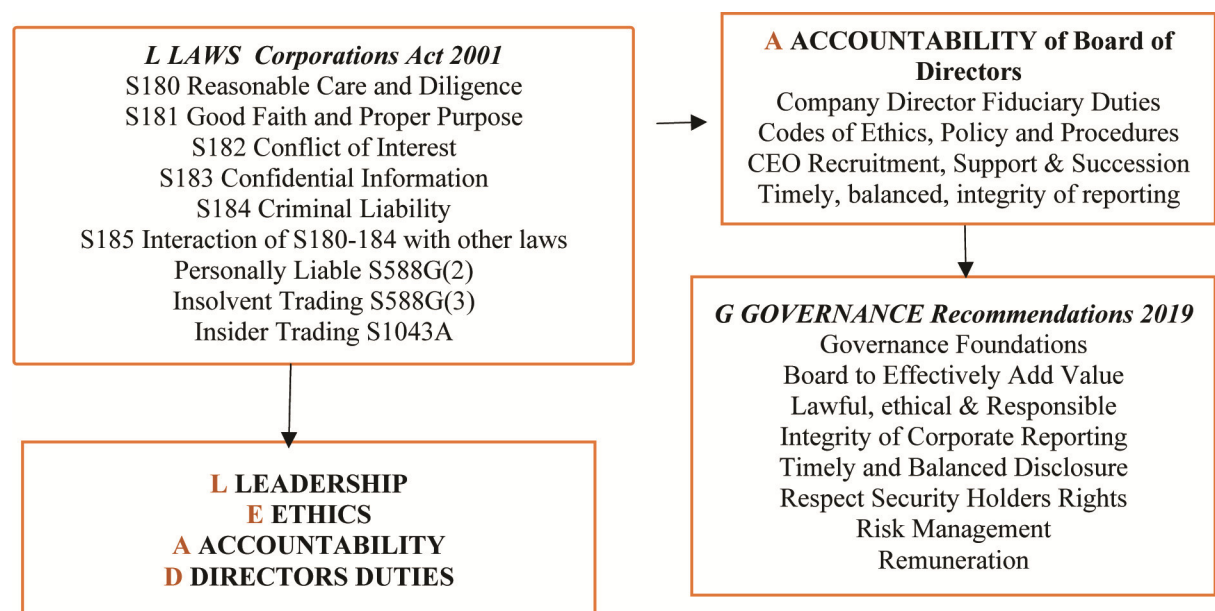 L LAWS Corporations Act 2001
S180 Reasonable Care and Diligence
S181 Good Faith and Proper Purpose
S182 Conflict of Interest
S183 Confidential Information
S184 Criminal Liability
S185 Interaction of S180-184 with other laws
Personally Liable S588G(2)
Insolvent Trading S588G(3)
Insider Trading S1043A
A ACCOUNTABILITY of Board of
Directors
Company Director Fiduciary Duties
Codes of Ethics, Policy and Procedures
CEO Recruitment, Support & Succession
Timely, balanced, integrity of reporting
G GOVERNANCE Recommendations 2019
Governance Foundations
Board to Effectively Add Value
Lawful, ethical & Responsible
Integrity of Corporate Reporting
Timely and Balanced Disclosure
Respect Security Holders Rights
Risk Management
Remuneration
L LEADERSHIP
E ETHICS
A ACCOUNTABILITY
D DIRECTORS DUTIES